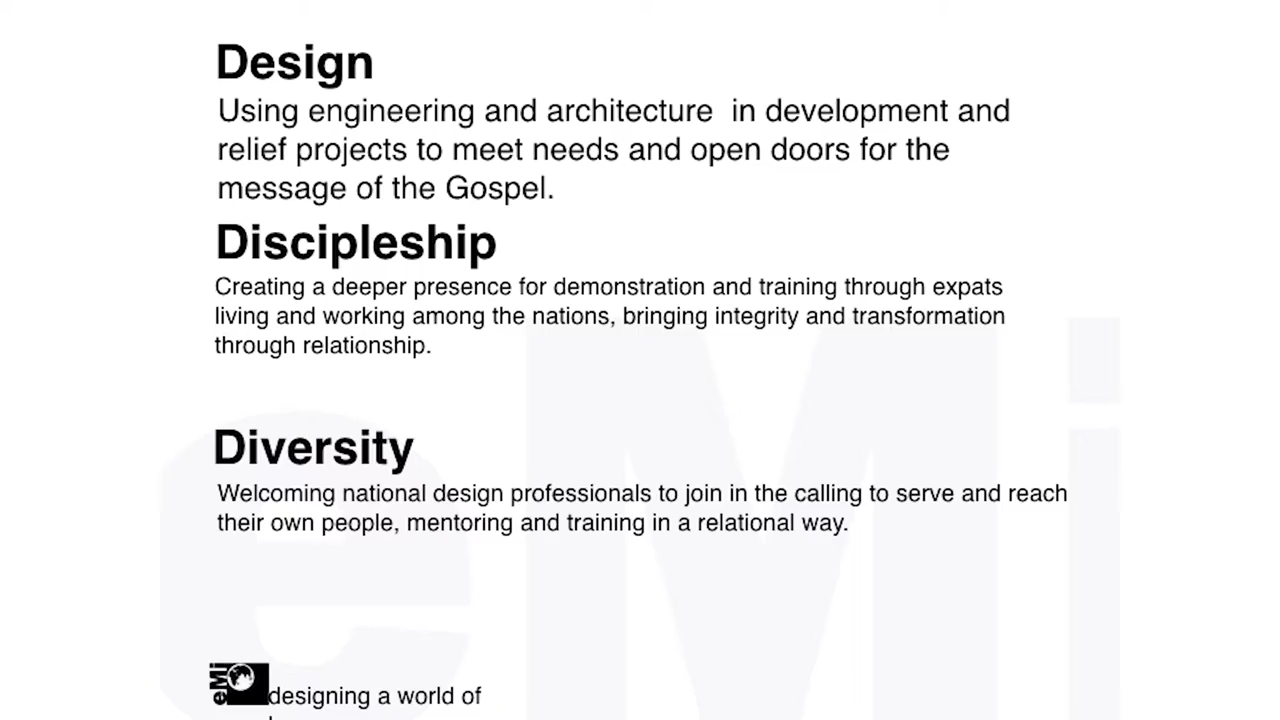 Design
Using engineering and architecture in development and
relief projects to meet needs and open doors for the
message of the Gospel.
Discipleship
Creating a deeper presence for demonstration and training through expats
living and working among the nations, bringing integrity and transformation
through relationship.
Diversity
Welcoming national design professionals to join in the calling to serve and reach
their own people, mentoring and training in a relational way.
eMi
eMi
designing a world of